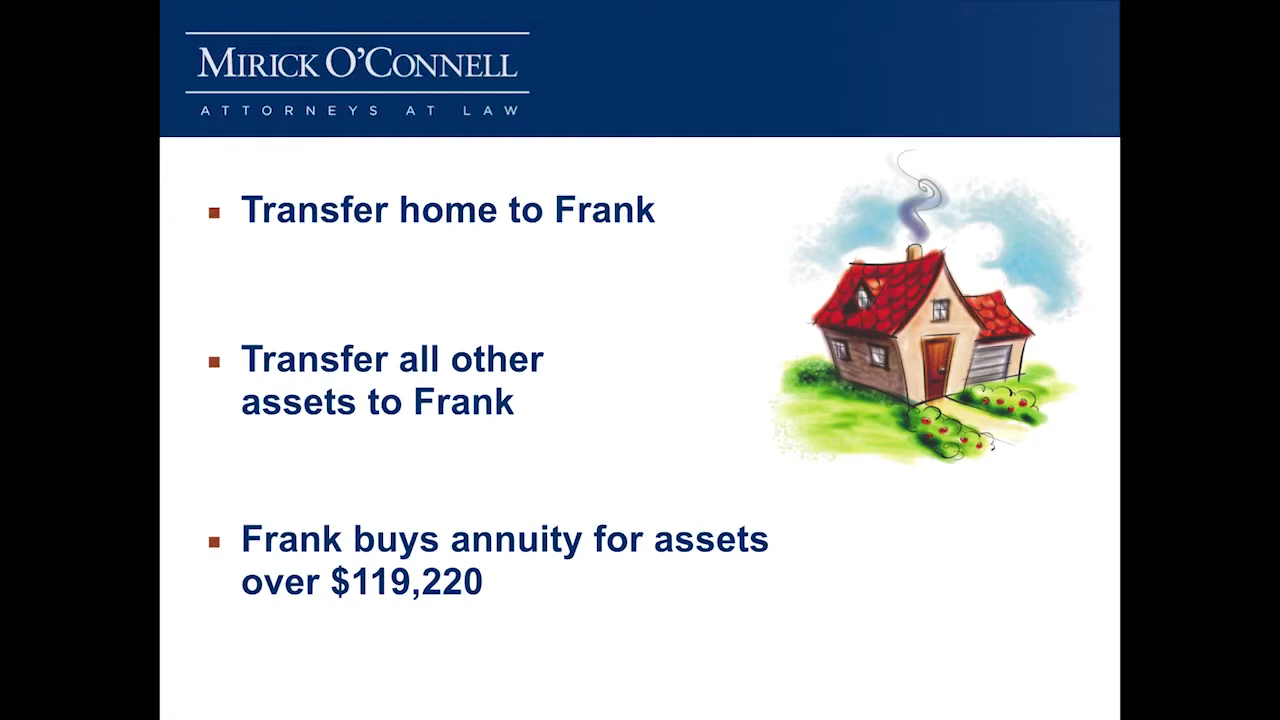 MIRICK O'CONNELL
ATTORNEYS AT LAW
Transfer home to Frank
Transfer all other
assets to Frank
Frank buys annuity for assets
over $119,220